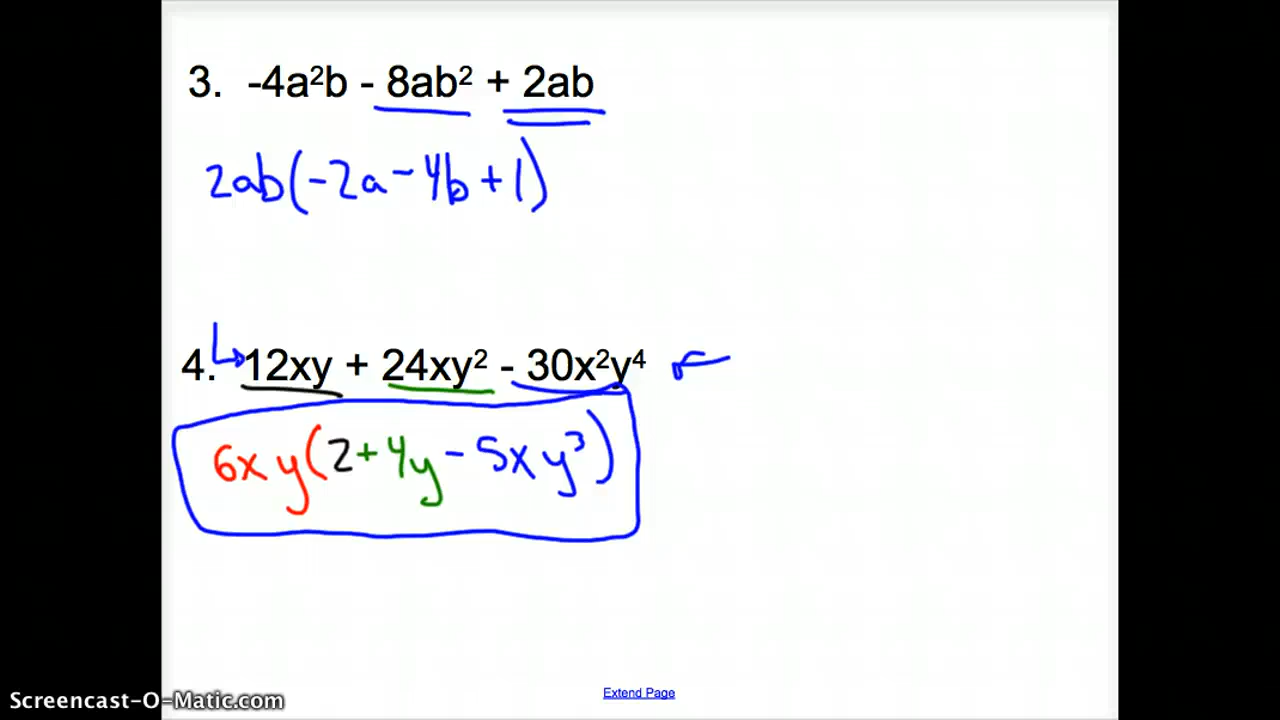 3. -4a²b - 8ab² + 2ab
2ab(-2a-4b+1)
4. 12xy + 24xy² - 30x²y⁴
6xy(2+4y-5xy³)
Extend Page
Screencast-O-Matic.com